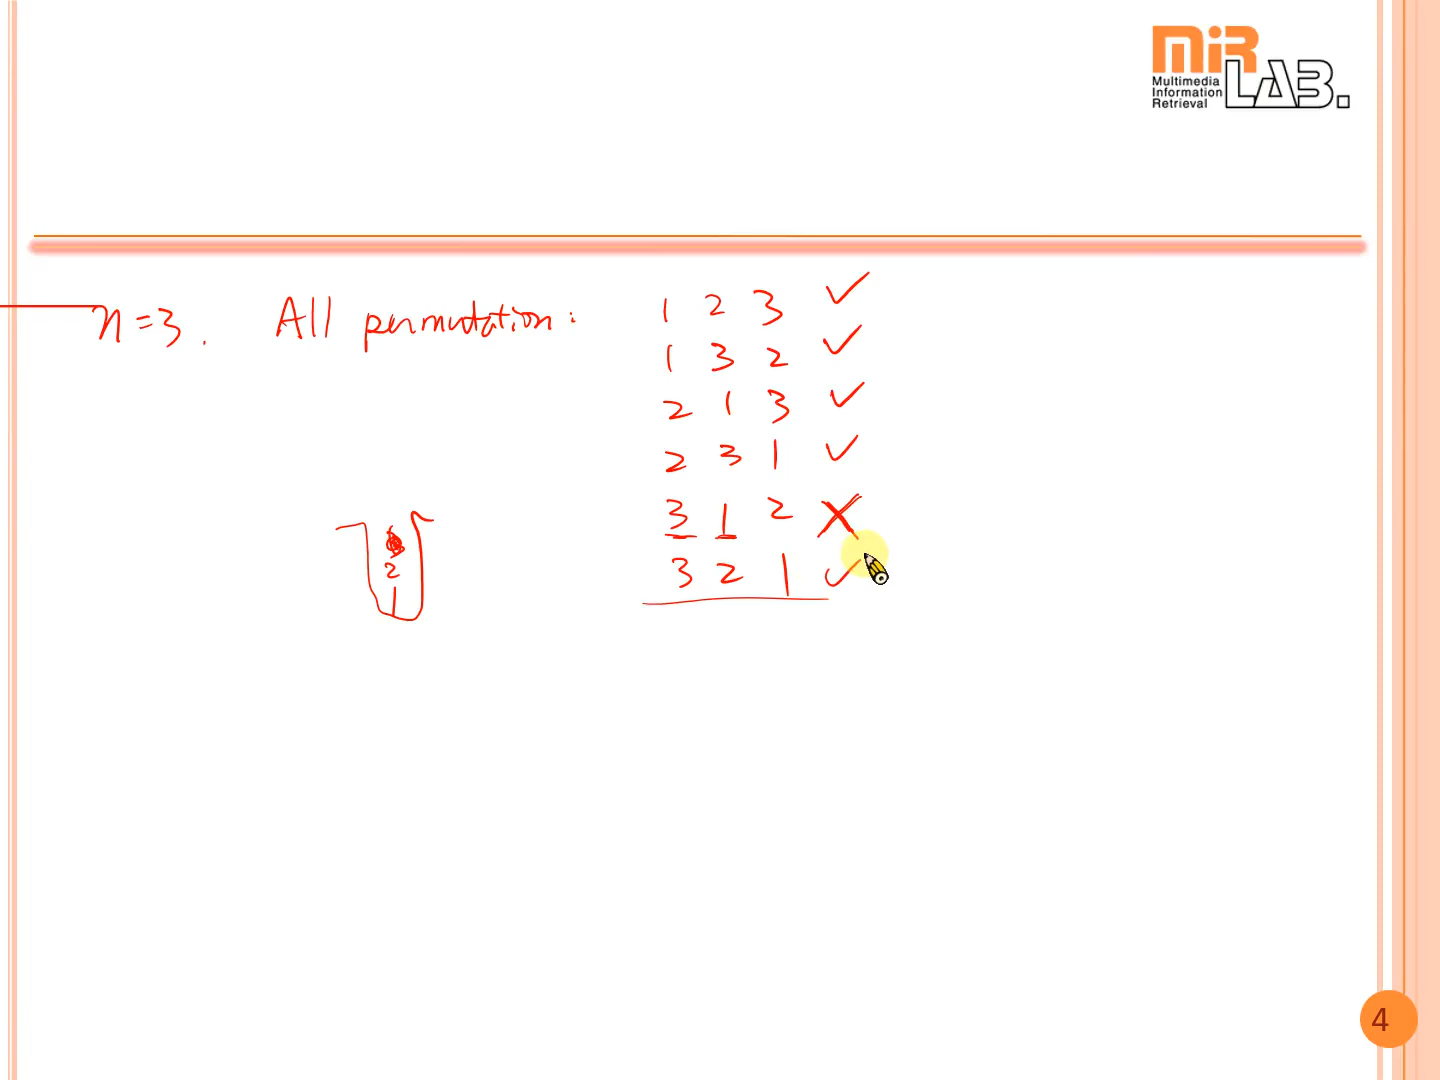 MiR LAB.
Multimedia
Information
Retrieval
n=3. All permutation:
1 2 3 ✓
1 3 2 ✓
2 1 3 ✓
2 3 1 ✓
3 1 2 ✗
3 2 1 ✓
2
1
4